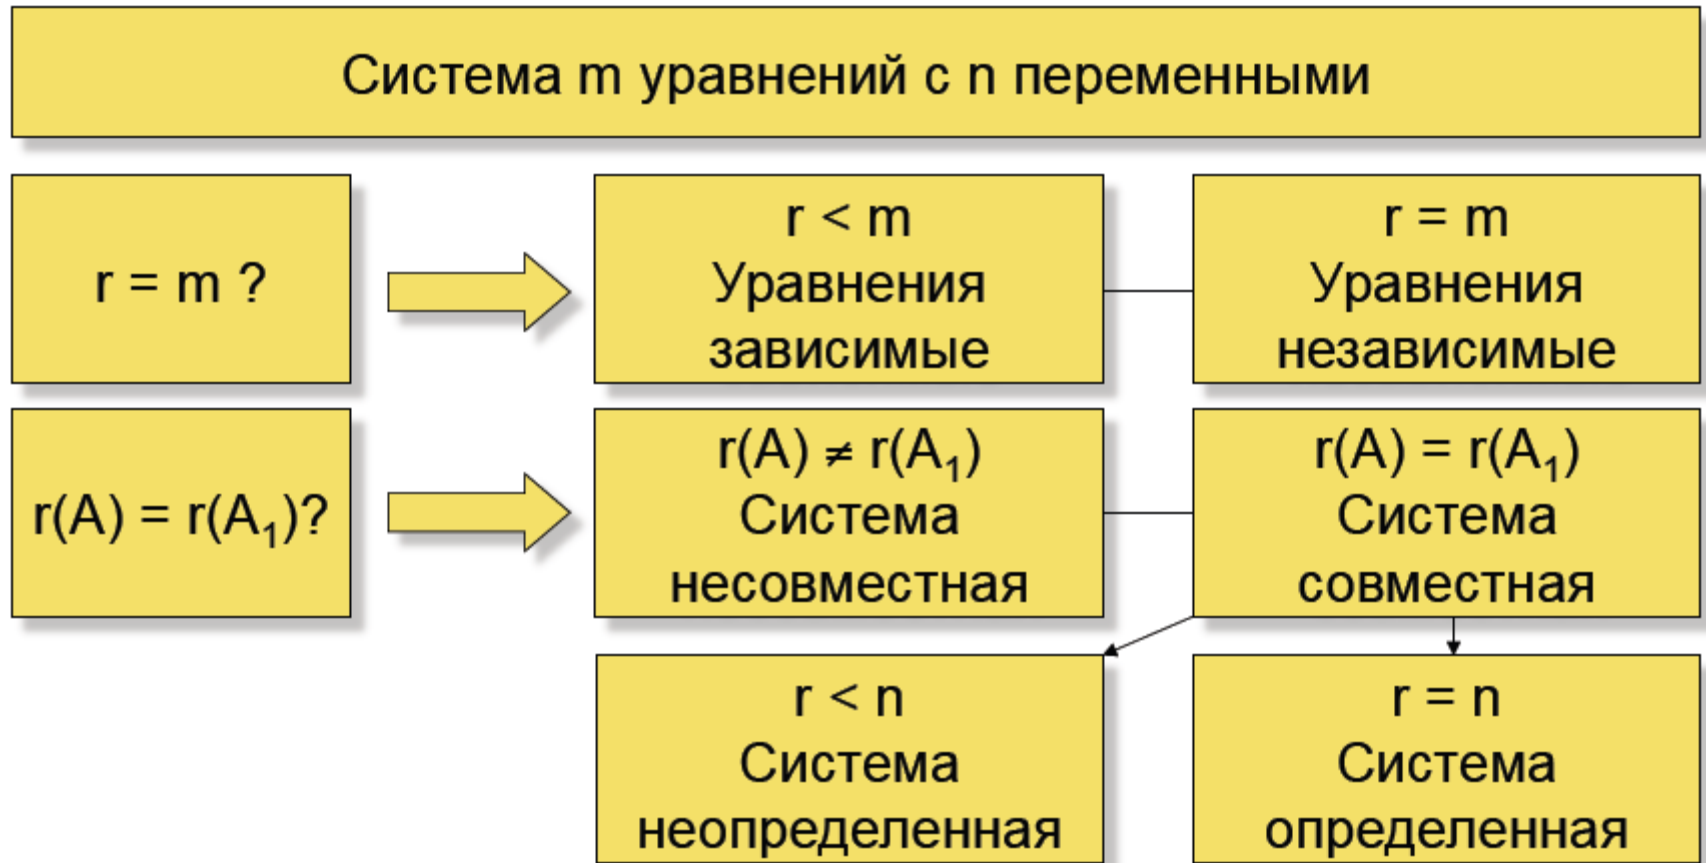 Система m уравнений с n переменными
r = m ?
r < m
Уравнения
зависимые
r = m
Уравнения
независимые
r(A) = r(A₁)?
r(A) ≠ r(A₁)
Система
несовместная
r(A) = r(A₁)
Система
совместная
r < n
Система
неопределенная
r = n
Система
определенная